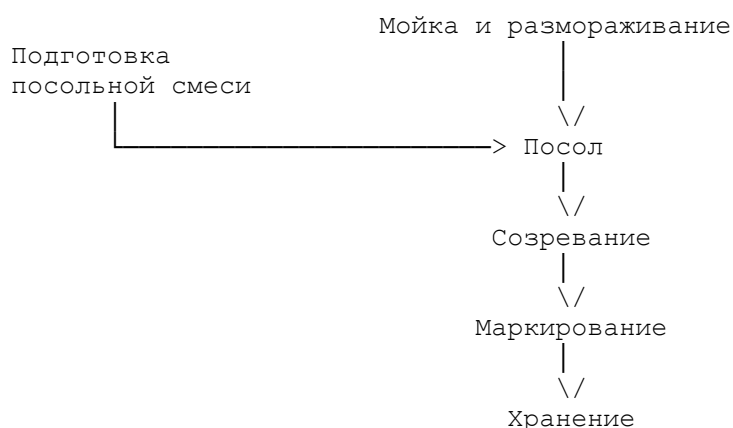 Мойка и размораживание
Подготовка
посольной смеси
Посол
Созревание
Маркирование
Хранение